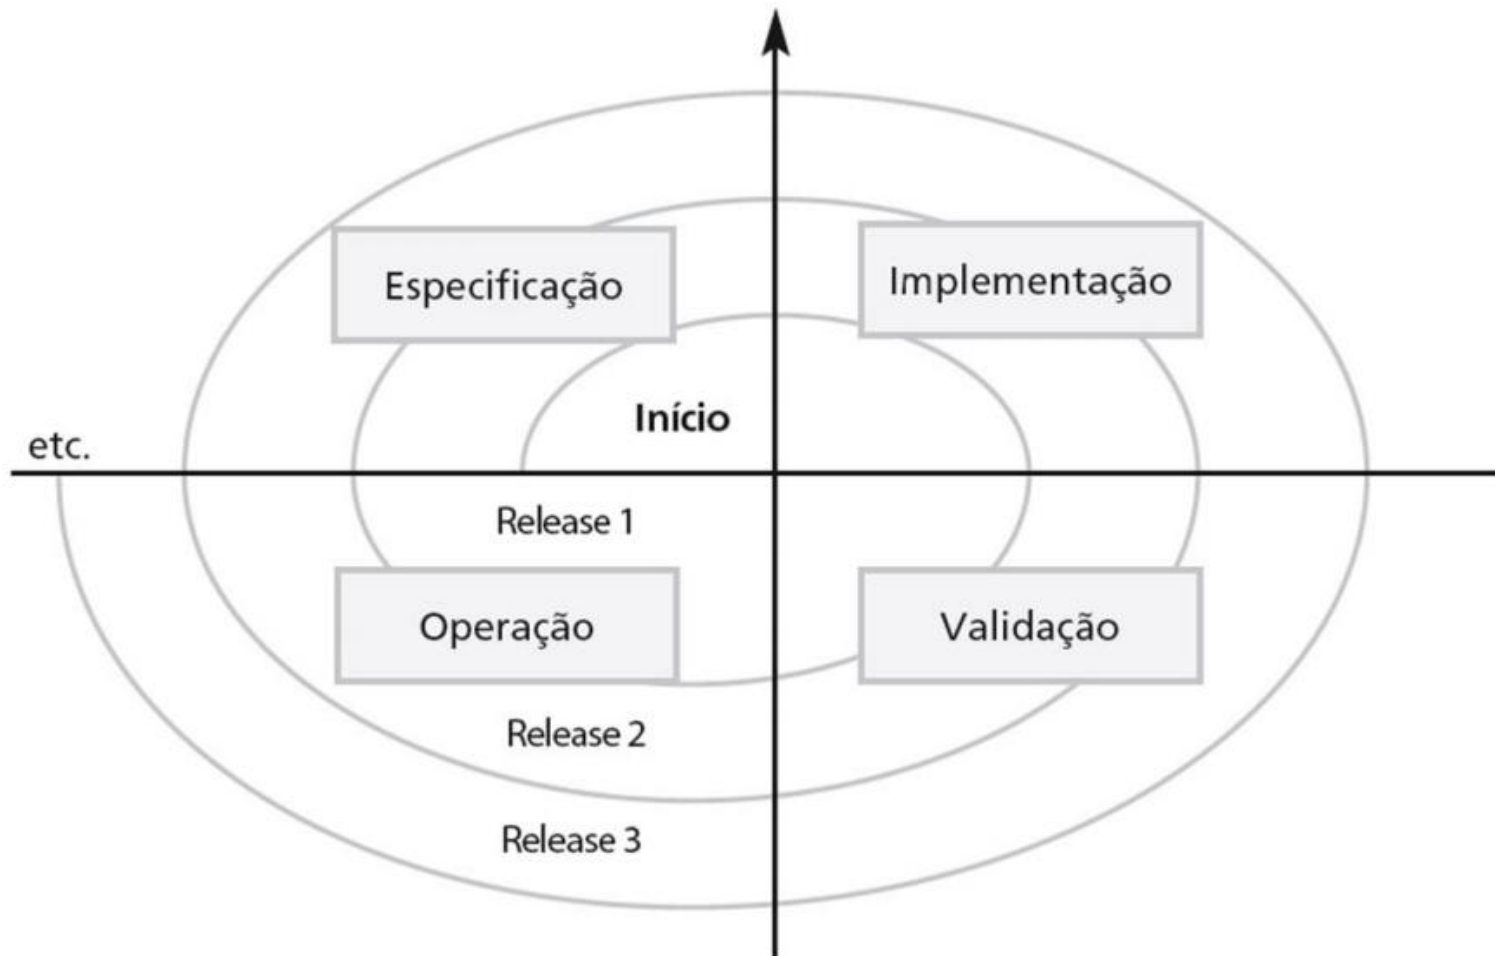 Especificação
Implementação
Início
etc.
Release 1
Operação
Validação
Release 2
Release 3